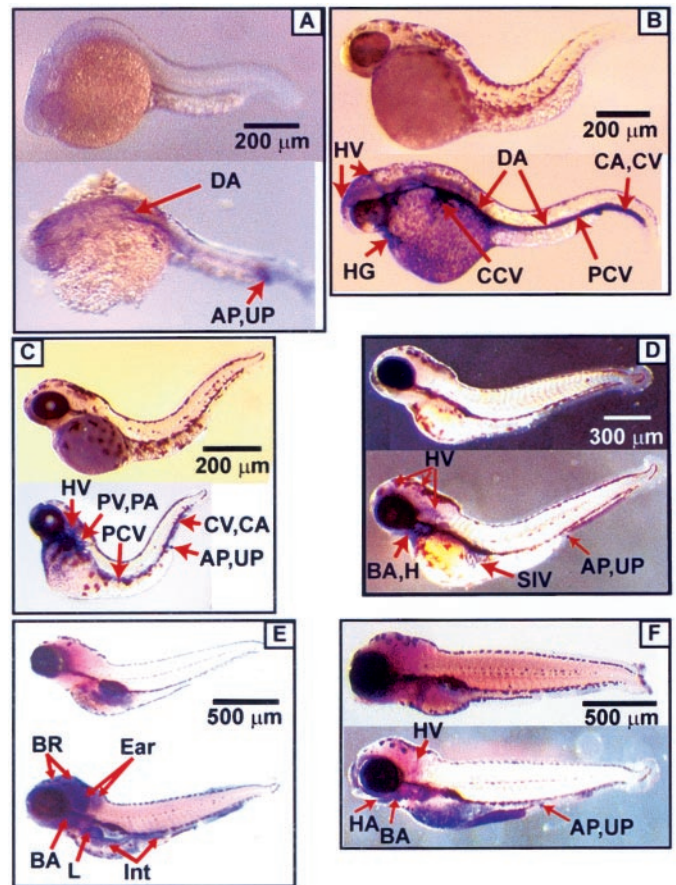 A
200 μm
DA
AP,UP
B
200 μm
HV
DA
CA,CV
HG
CCV
PCV
C
200 μm
HV
PV,PA
PCV
CV,CA
AP,UP
D
300 μm
HV
BA,H
SIV
AP,UP
E
500 μm
BR
Ear
BA
L
Int
F
500 μm
HV
HA
BA
AP,UP